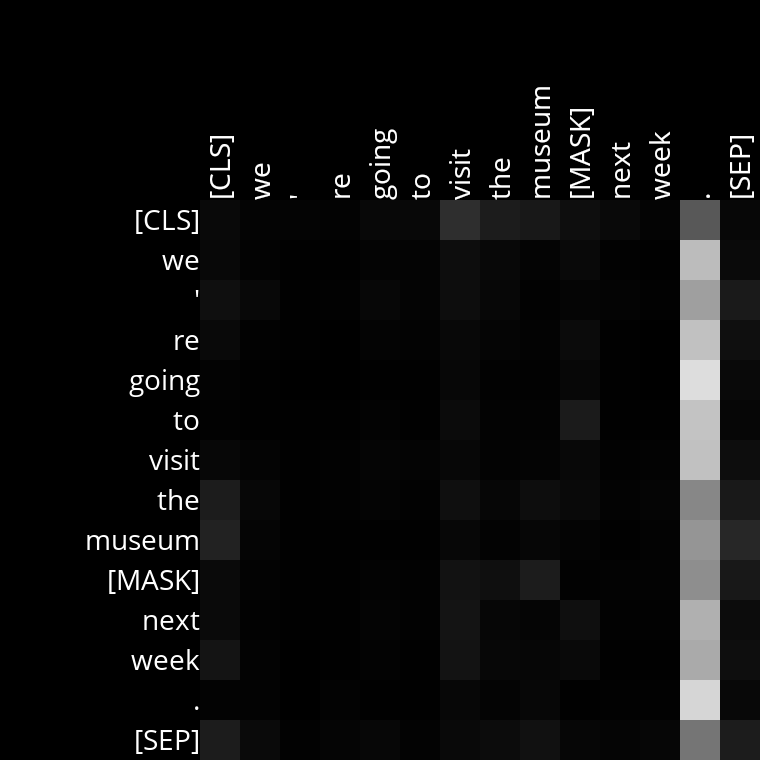 [CLS] we ' re going to visit the museum [MASK] next week . [SEP]
[CLS]
we
'
re
going
to
visit
the
museum
[MASK]
next
week
.
[SEP]